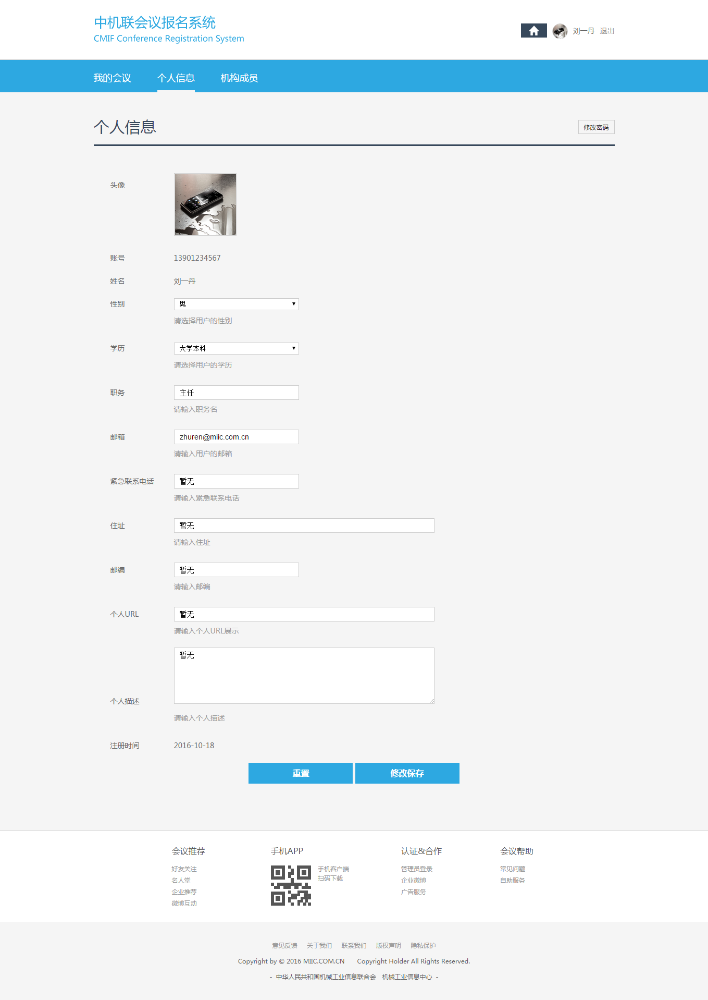 中机联会议报名系统
CMIF Conference Registration System
刘一丹 退出
我的会议 个人信息 机构成员
个人信息
修改密码
头像
账号 13901234567
姓名 刘一丹
性别 男
请选择用户的性别
学历 大学本科
请选择用户的学历
职务 主任
请输入职务名
邮箱 zhuren@miic.com.cn
请输入用户的邮箱
紧急联系电话 暂无
请输入紧急联系电话
住址 暂无
请输入住址
邮编 暂无
请输入邮编
个人URL 暂无
请输入个人URL展示
暂无
个人描述
请输入个人描述
注册时间 2016-10-18
重置 修改保存
会议推荐 手机APP 认证&合作 会议帮助
好友关注 手机客户端 管理员登录 常见问题
名人堂 扫码下载 企业微博 自助服务
企业推荐 广告服务
微博互动
意见反馈 关于我们 联系我们 版权声明 隐私保护
Copyright by © 2016 MIIC.COM.CN Copyright Holder All Rights Reserved.
- 中华人民共和国机械工业信息联合会 机械工业信息中心 -